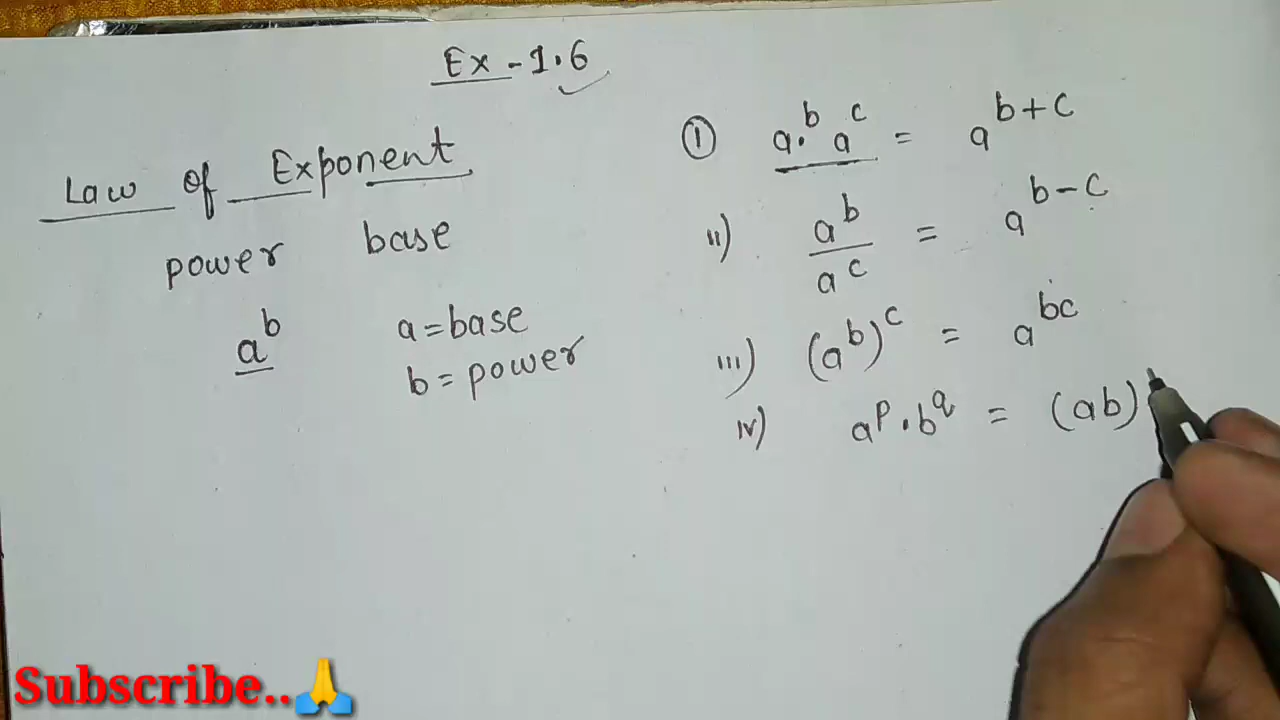 Ex - 1.6
Law of Exponent
power base
a^b a = base
b = power
① a^b . a^c = a^{b+c}
ii) a^b / a^c = a^{b-c}
iii) (a^b)^c = a^{bc}
iv) a^p . b^q = (ab)
Subscribe..🙏